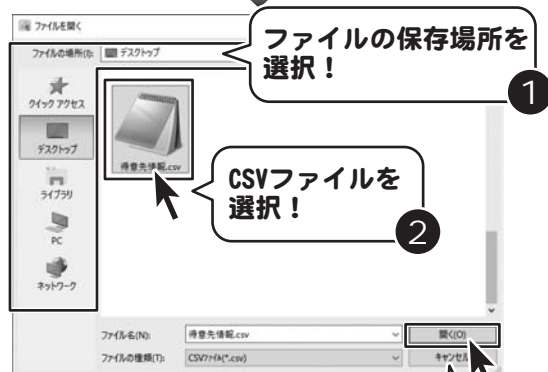 ファイルを開く
ファイルの場所(I):
デスクトップ
ファイルの保存場所を
選択！
1
クイック アクセス
デスクトップ
ライブラリ
PC
ネットワーク
得意先情報.csv
CSVファイルを
選択！
2
ファイル名(N):
得意先情報.csv
開く(O)
ファイルの種類(T):
CSVファイル(*.csv)
キャンセル